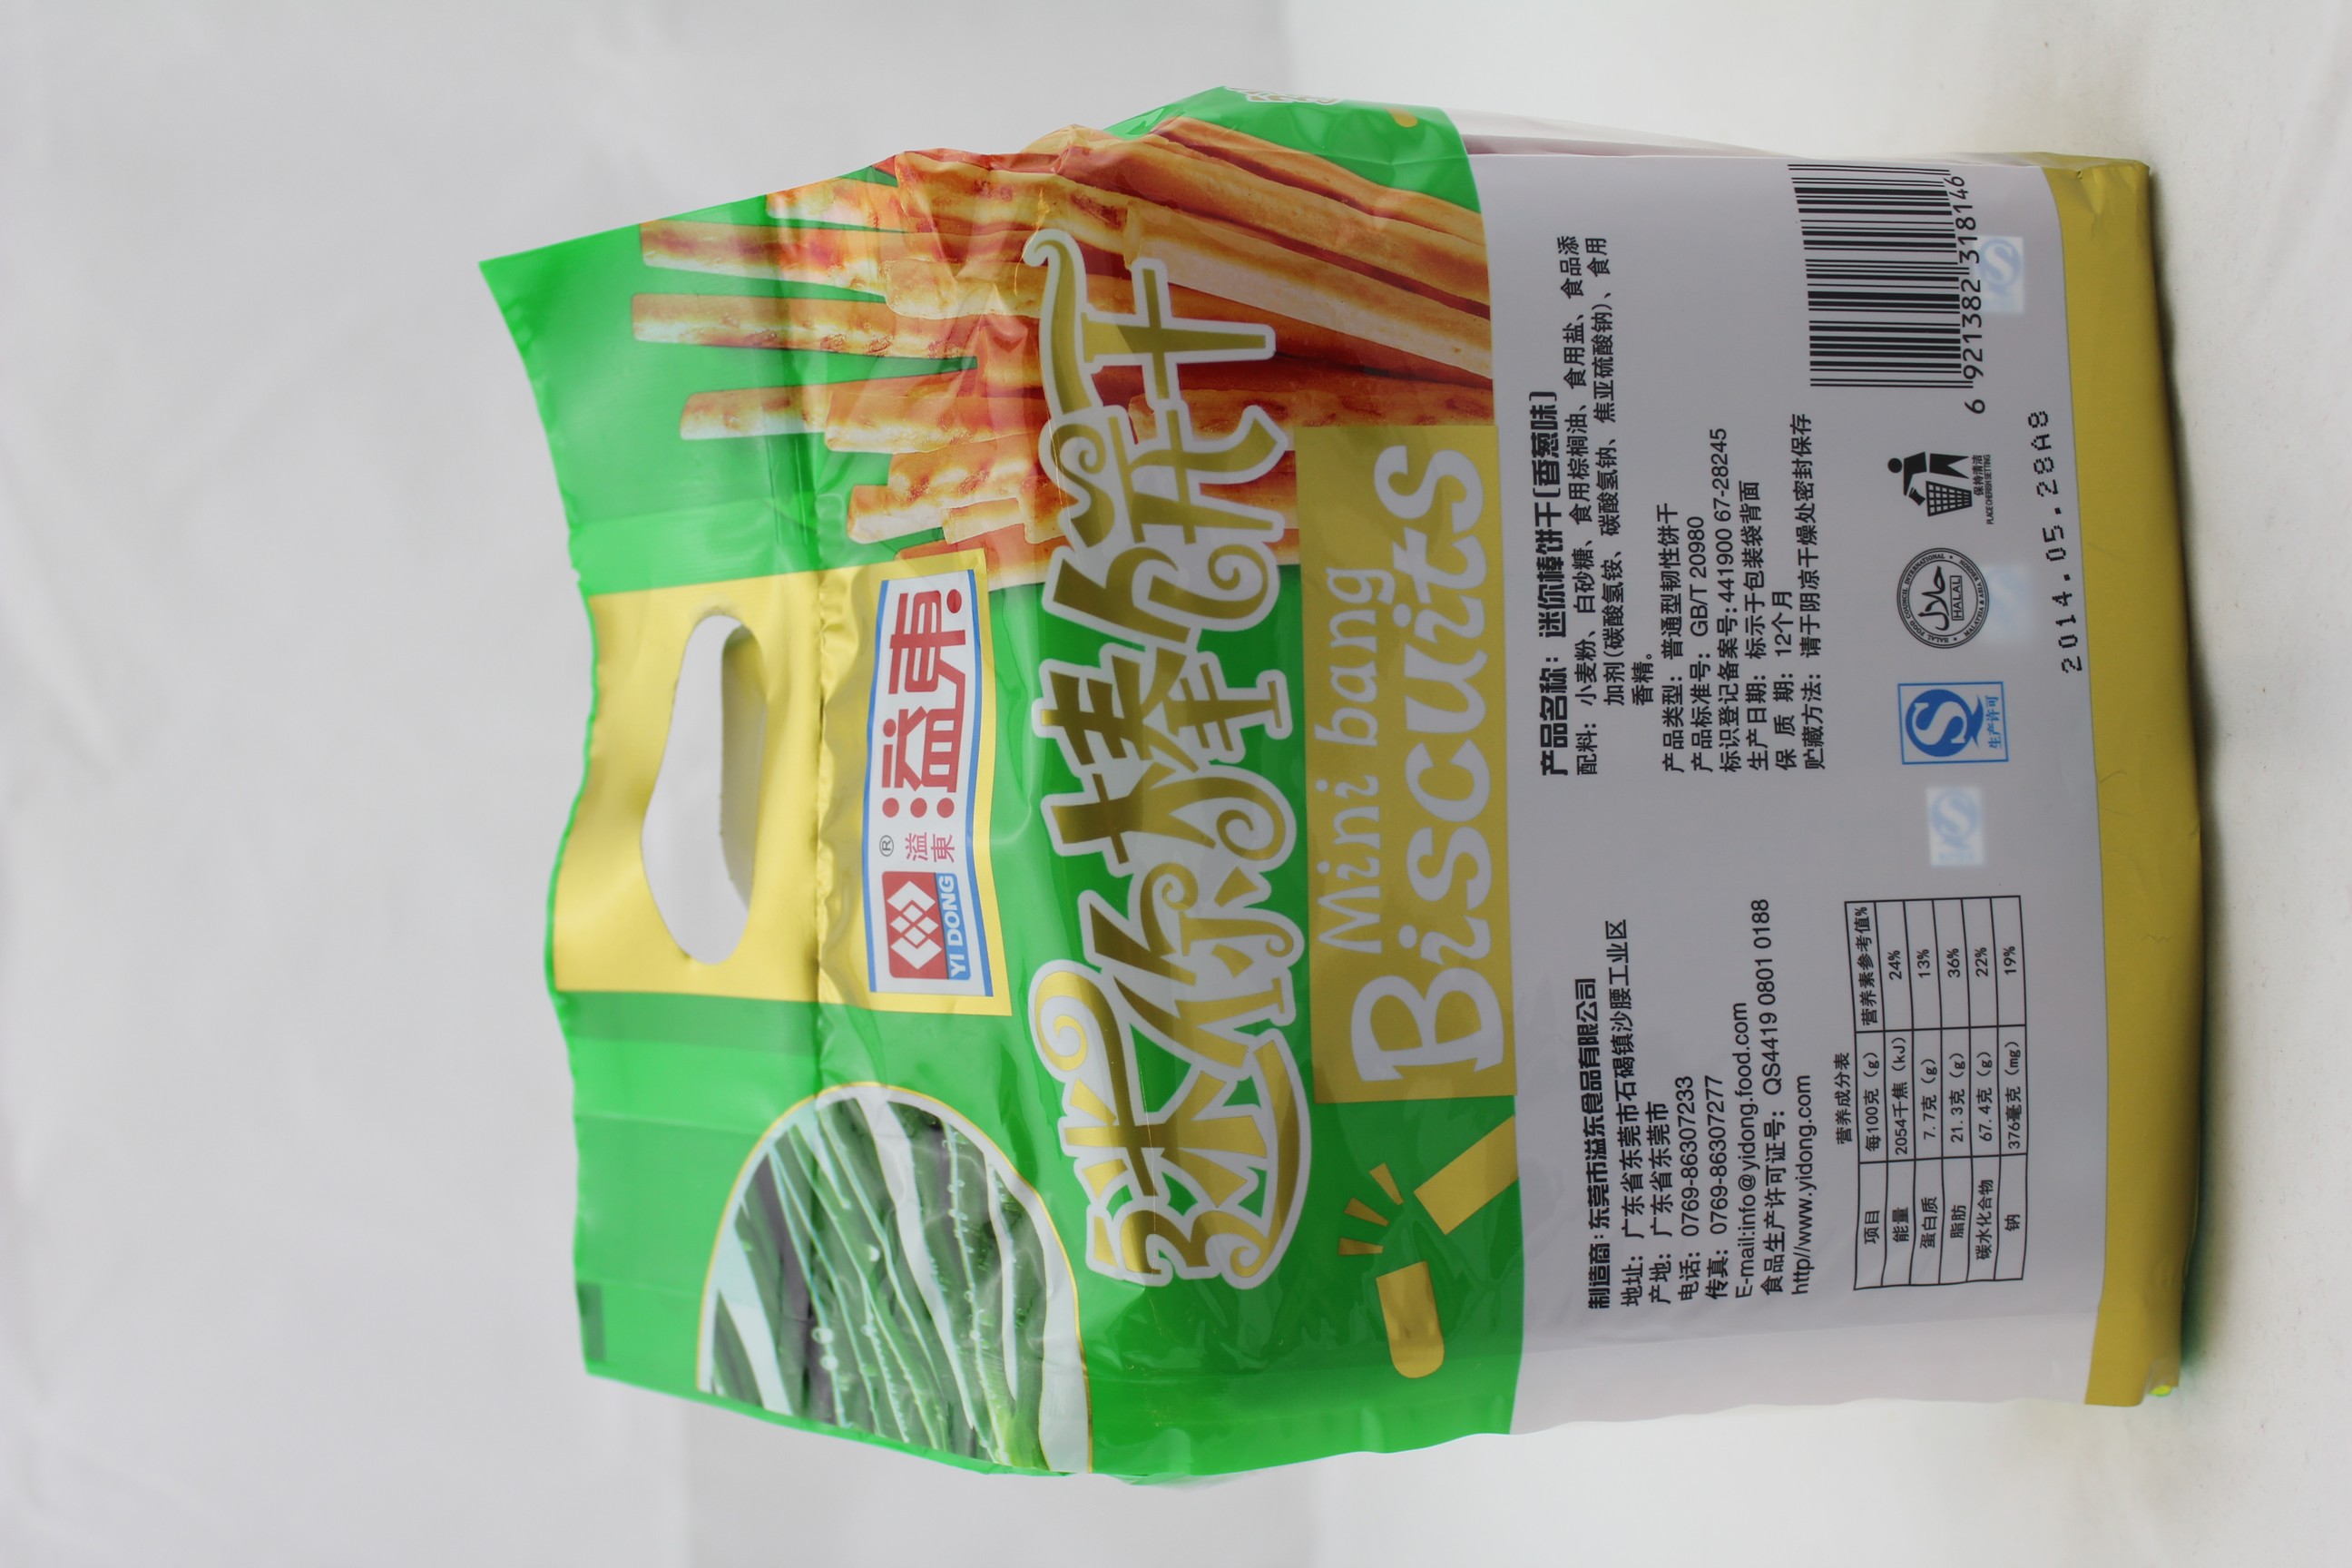 YI DONG
溢東
®
溢東
迷你棒饼干
Mini bang
Biscuits
制造商：东莞市溢东食品有限公司
地址：广东省东莞市石碣镇沙腰工业区
产地：广东省东莞市
电话：0769-86307233
传真：0769-86307277
E-mail:info@yidong.food.com
食品生产许可证号：QS4419 0801 0188
http//www.yidong.com
营养成分表
项目 每100克（g） 营养素参考值%
能量 2054千焦（kJ） 24%
蛋白质 7.7克（g） 13%
脂肪 21.3克（g） 36%
碳水化合物 67.4克（g） 22%
钠 376毫克（mg） 19%
产品名称：迷你棒饼干(香葱味)
配料：小麦粉、白砂糖、食用棕榈油、食用盐、食品添
加剂(碳酸氢铵、碳酸氢钠、焦亚硫酸钠)、食用
香精。
产品类型：普通型韧性饼干
产品标准号：GB/T 20980
标识登记备案号:441900 67-28245
生产日期：标示于包装袋背面
保 质 期：12个月
贮藏方法：请于阴凉干燥处密封保存
生产许可
حلال
HALAL
保持清洁
6 921382 318146
2014.05.28A8